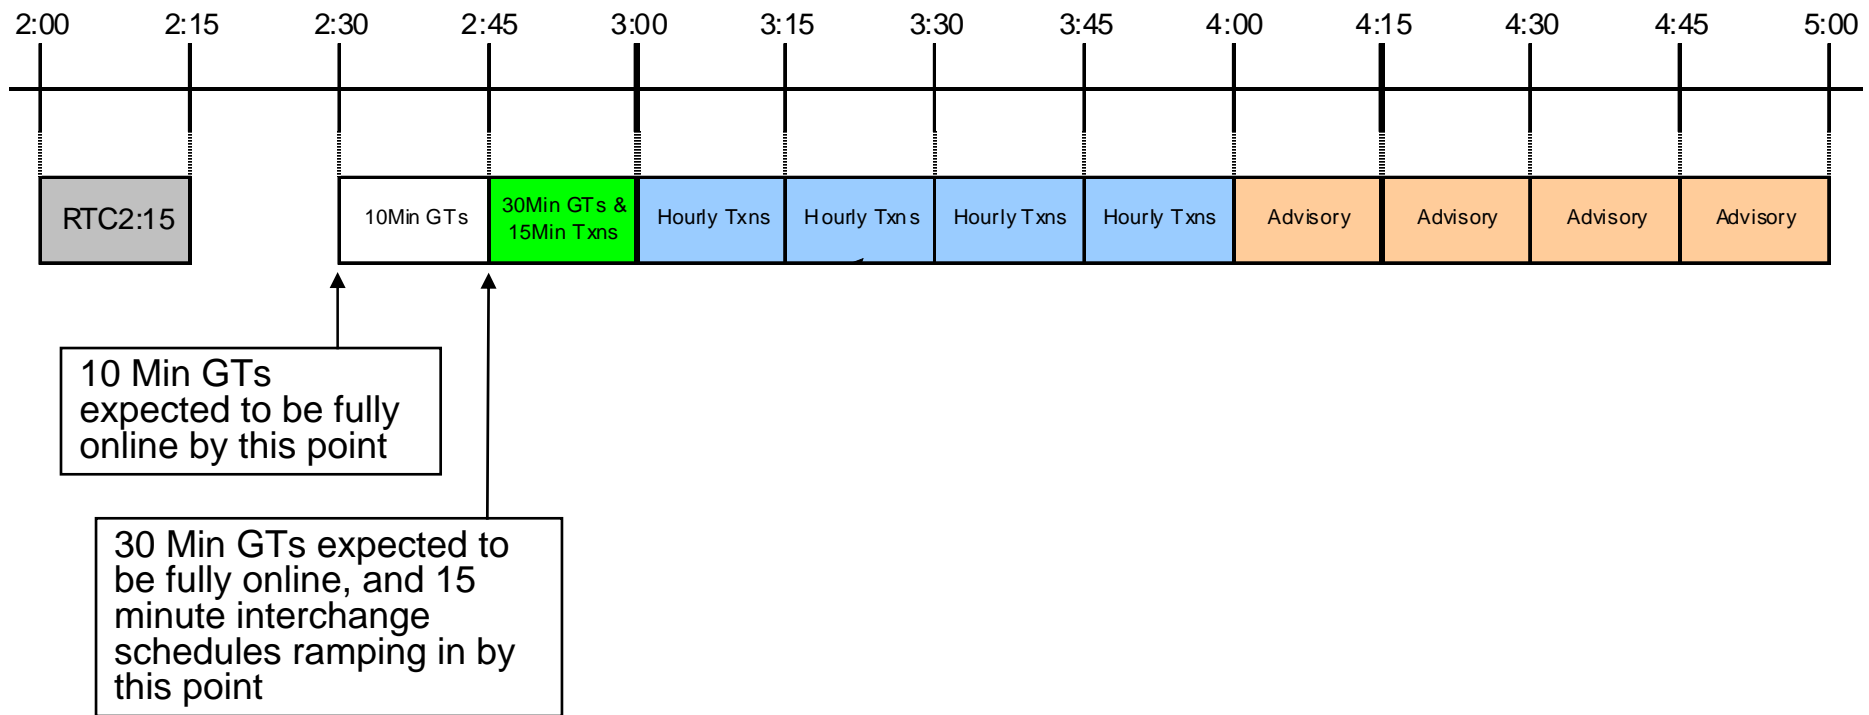 2:00 2:15 2:30 2:45 3:00 3:15 3:30 3:45 4:00 4:15 4:30 4:45 5:00
RTC2:15
10Min GTs
30Min GTs &
15Min Txns
Hourly Txns
Hourly Txns
Hourly Txns
Hourly Txns
Advisory
Advisory
Advisory
Advisory
10 Min GTs
expected to be fully
online by this point
30 Min GTs expected to
be fully online, and 15
minute interchange
schedules ramping in by
this point